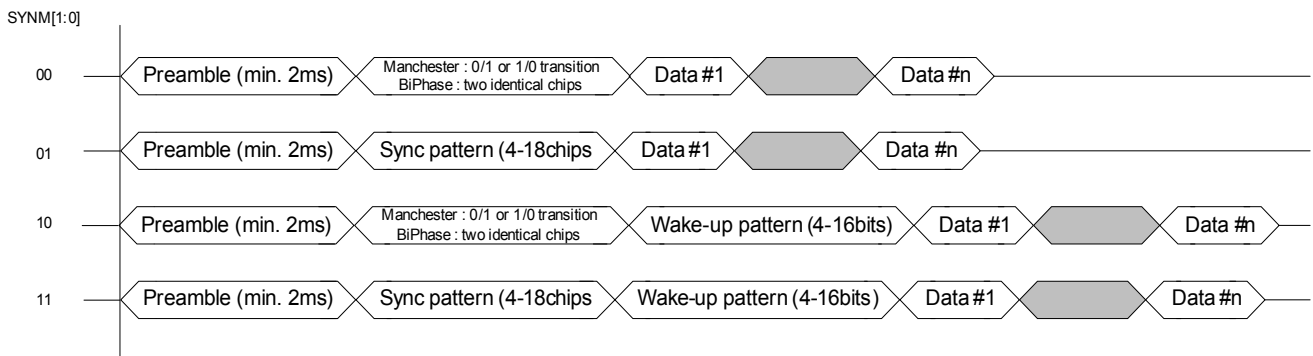 SYNM[1:0]
00 Preamble (min. 2ms) Manchester : 0/1 or 1/0 transition Data #1 Data #n
BiPhase : two identical chips
01 Preamble (min. 2ms) Sync pattern (4-18chips Data #1 Data #n
10 Preamble (min. 2ms) Manchester : 0/1 or 1/0 transition Wake-up pattern (4-16bits) Data #1 Data #n
BiPhase : two identical chips
11 Preamble (min. 2ms) Sync pattern (4-18chips Wake-up pattern (4-16bits) Data #1 Data #n